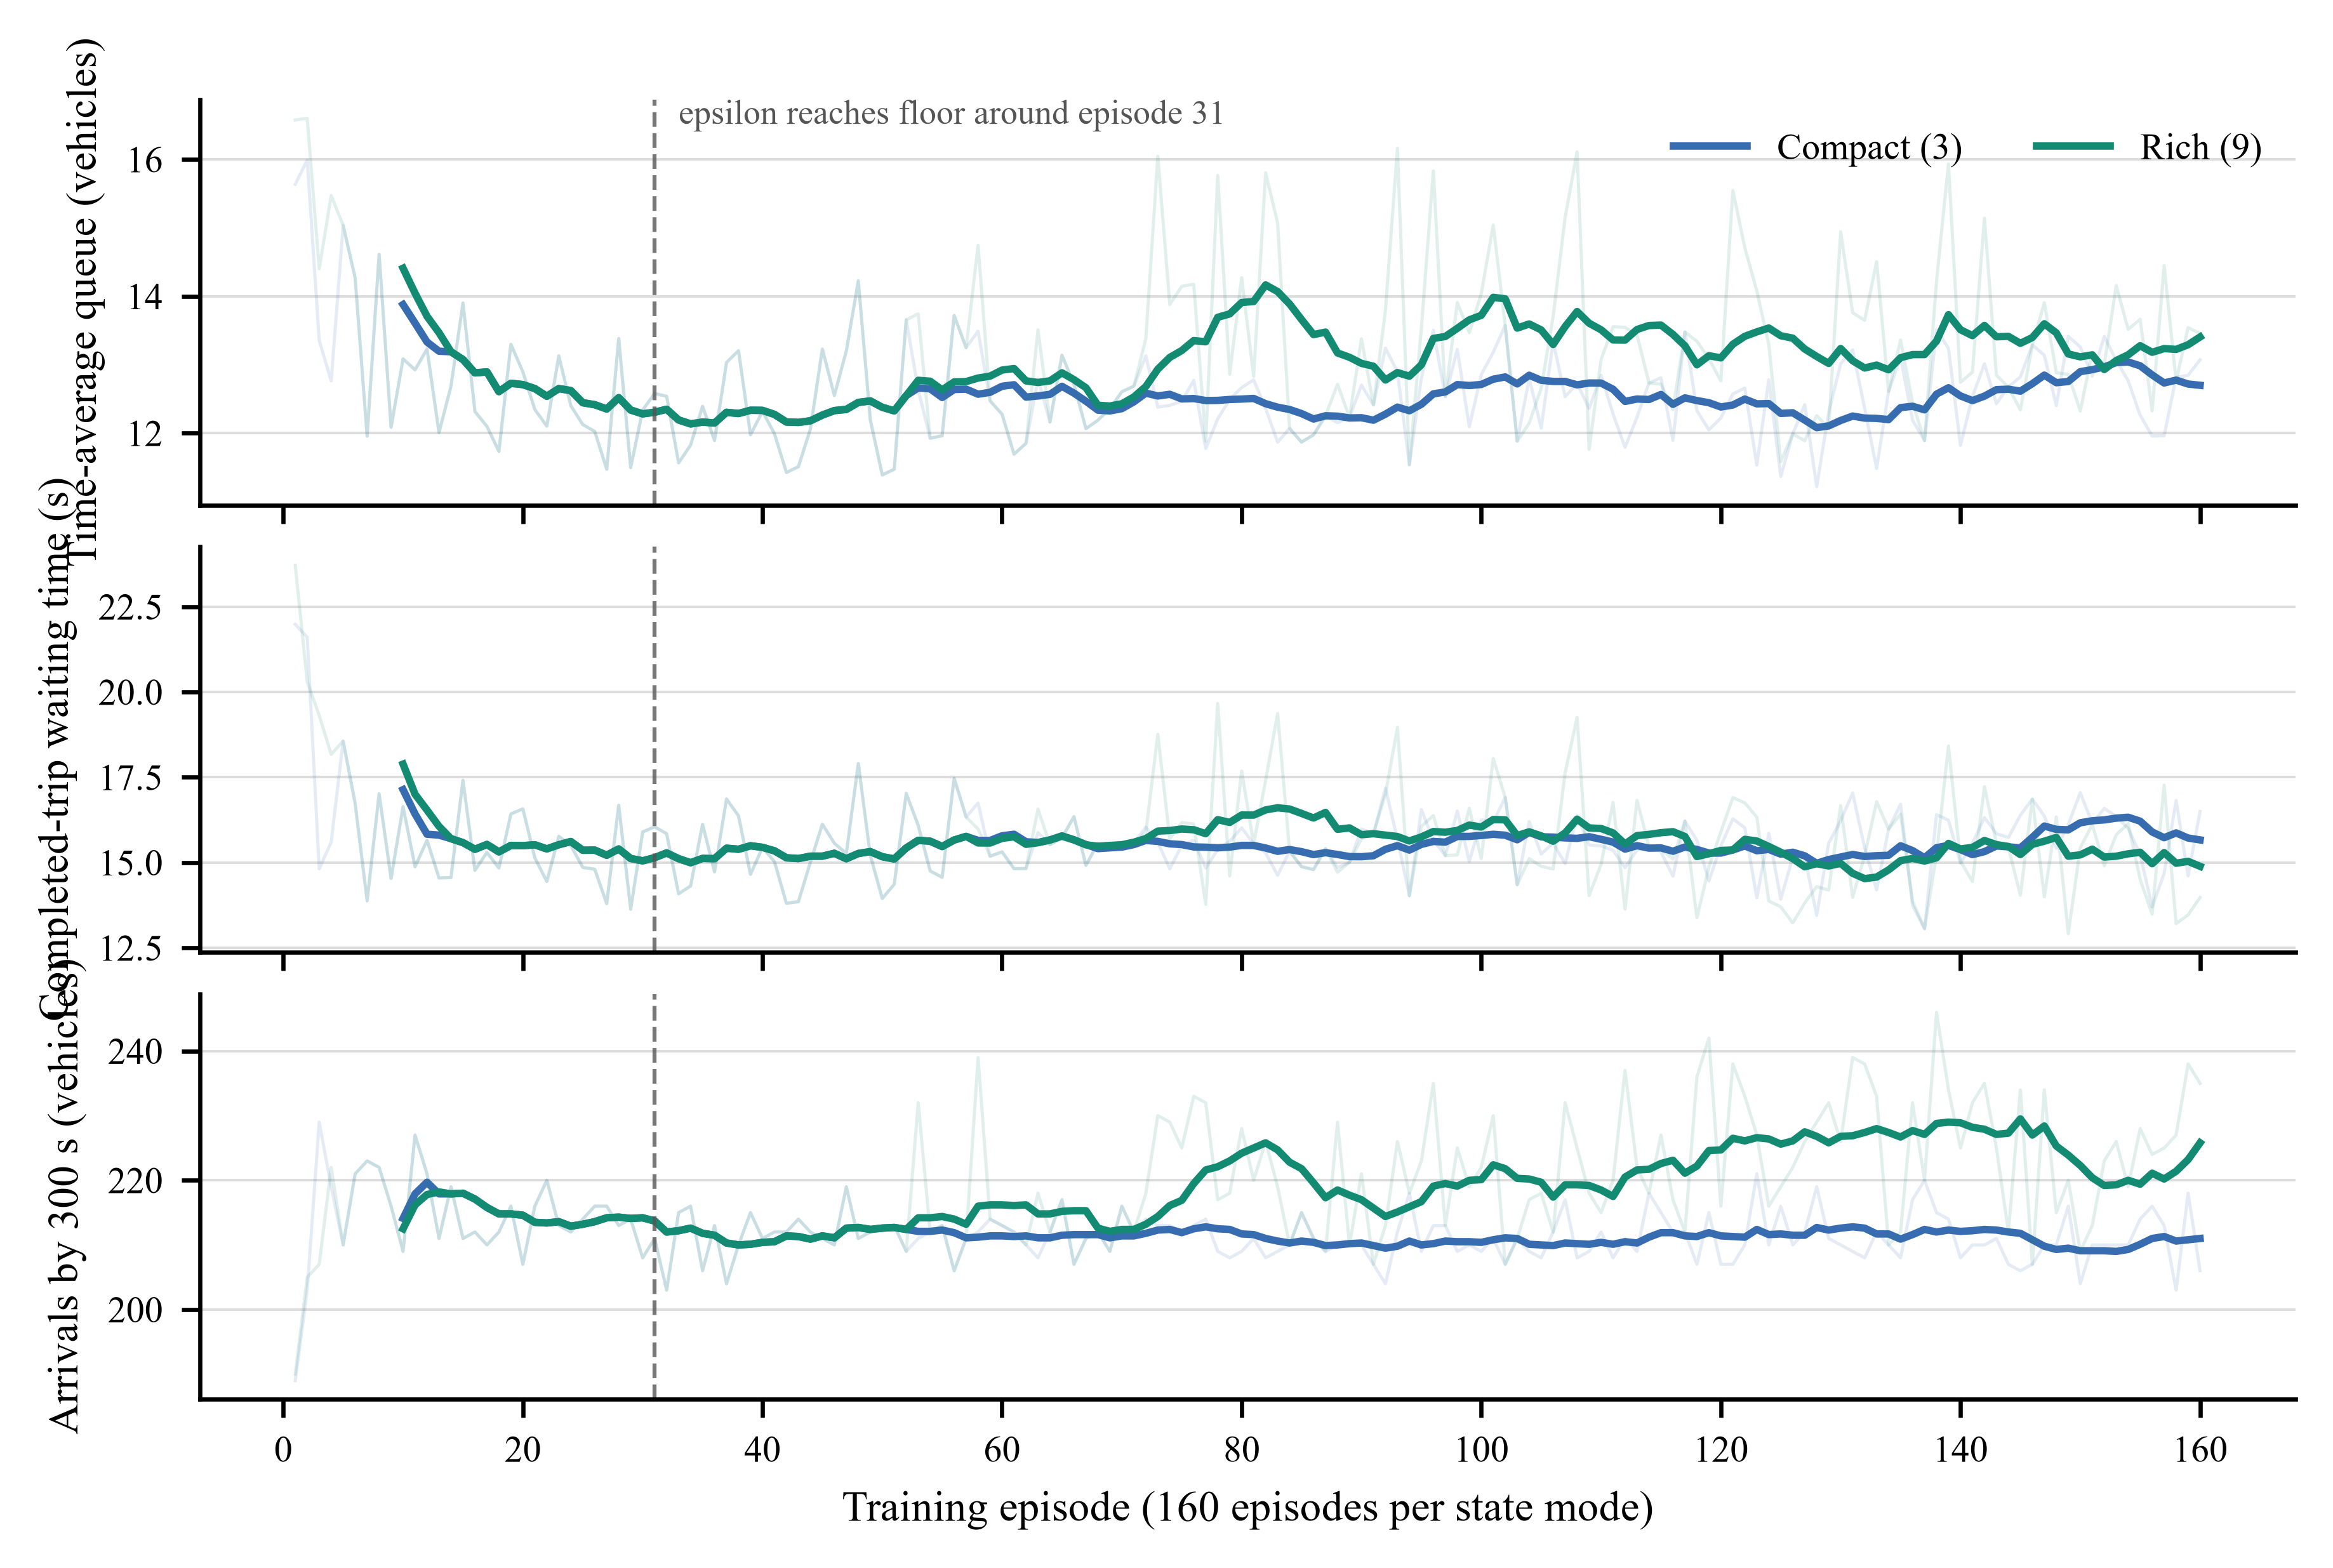 Time-average queue (vehicles)
16
14
12
epsilon reaches floor around episode 31
Compact (3)
Rich (9)
Completed-trip waiting time (s)
22.5
20.0
17.5
15.0
12.5
Arrivals by 300 s (vehicles)
240
220
200
0 20 40 60 80 100 120 140 160
Training episode (160 episodes per state mode)